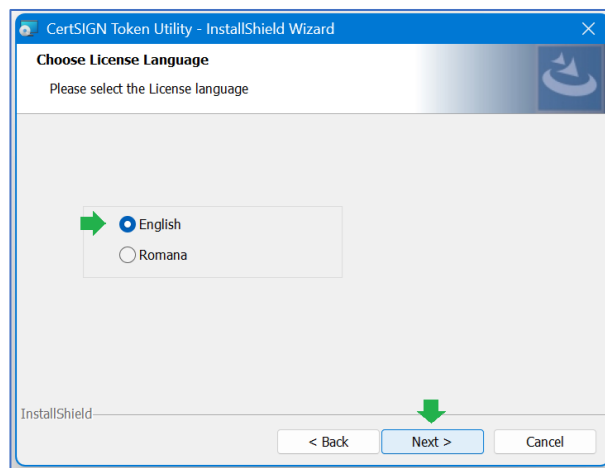 CertSIGN Token Utility - InstallShield Wizard
Choose License Language
Please select the License language
English
Romana
InstallShield
< Back
Next >
Cancel